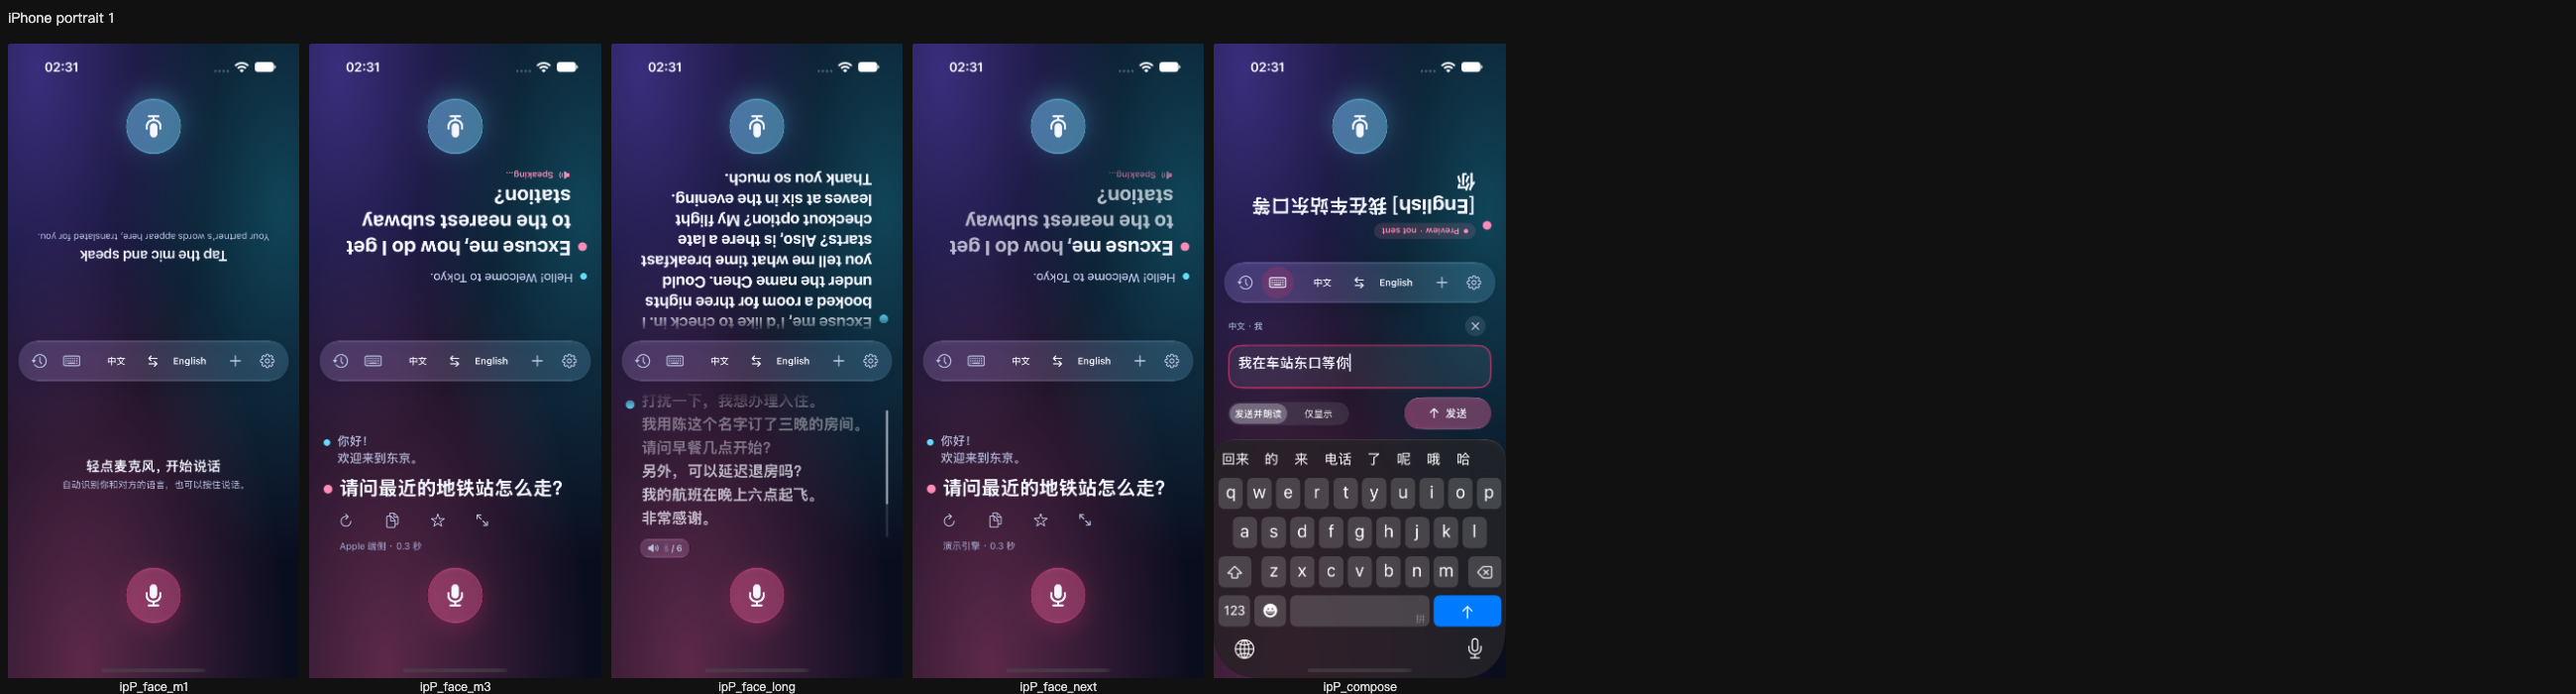 iPhone portrait 1
02:31
Tap the mic and speak
Your partner's words appear here, translated for you.
中文
English
轻点麦克风，开始说话
自动识别你和对方的语言，也可以按住说话。
ipP_face_m1
02:31
Hello! Welcome to Tokyo.
Excuse me, how do I get
to the nearest subway
station?
Speaking...
中文
English
你好！
欢迎来到东京。
请问最近的地铁站怎么走？
Apple 端侧 · 0.3 秒
ipP_face_m3
02:31
Excuse me, I'd like to check in. I
booked a room for three nights
under the name Chen. Could
you tell me what time breakfast
starts? Also, is there a late
checkout option? My flight
leaves at six in the evening.
Thank you so much.
中文
English
打扰一下，我想办理入住。
我用陈这个名字订了三晚的房间。
请问早餐几点开始？
另外，可以延迟退房吗？
我的航班在晚上六点起飞。
非常感谢。
/ 6
ipP_face_long
02:31
Hello! Welcome to Tokyo.
Excuse me, how do I get
to the nearest subway
station?
Speaking...
中文
English
你好！
欢迎来到东京。
请问最近的地铁站怎么走？
演示引擎 · 0.3 秒
ipP_face_next
02:31
Preview · not sent
[English] 我在车站东口等
你
中文
English
中文 · 我
我在车站东口等你
发送并朗读
仅显示
发送
回来 的 来 电话 了 呢 哦 哈
q w e r t y u i o p
a s d f g h j k l
z x c v b n m
123
拼
ipP_compose